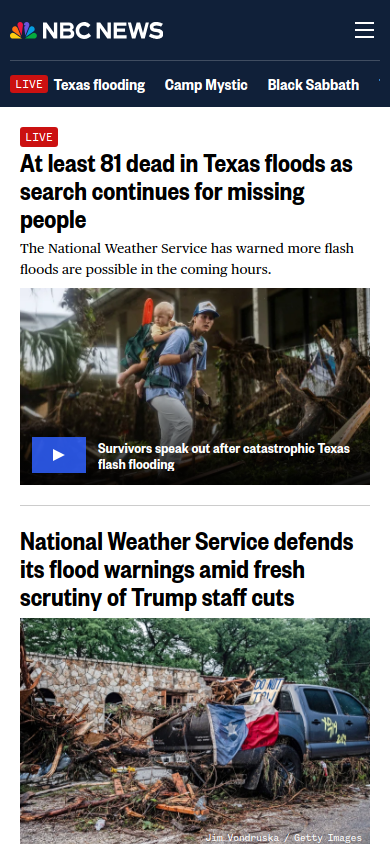 NBC NEWS
LIVE Texas flooding Camp Mystic Black Sabbath
LIVE
At least 81 dead in Texas floods as
search continues for missing
people
The National Weather Service has warned more flash
floods are possible in the coming hours.
Survivors speak out after catastrophic Texas
flash flooding
National Weather Service defends
its flood warnings amid fresh
scrutiny of Trump staff cuts
DO NOT
Jim Vondruska / Getty Images